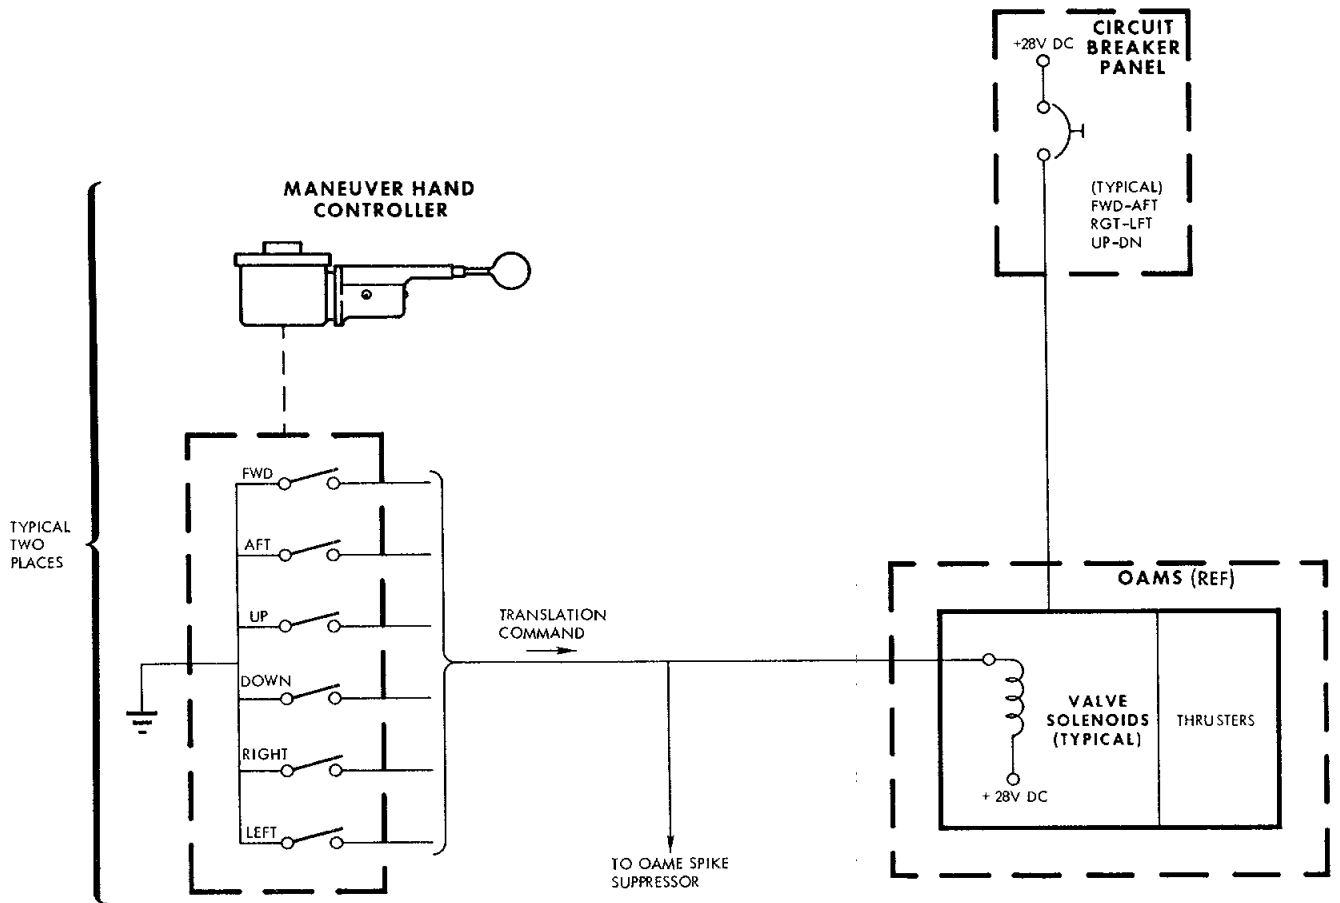 CIRCUIT
BREAKER
PANEL
+28V DC
(TYPICAL)
FWD-AFT
RGT-LFT
UP-DN
MANEUVER HAND
CONTROLLER
TYPICAL
TWO
PLACES
FWD
AFT
UP
DOWN
RIGHT
LEFT
TRANSLATION
COMMAND
TO OAME SPIKE
SUPPRESSOR
OAMS (REF)
VALVE
SOLENOIDS
(TYPICAL)
THRUSTERS
+ 28V DC